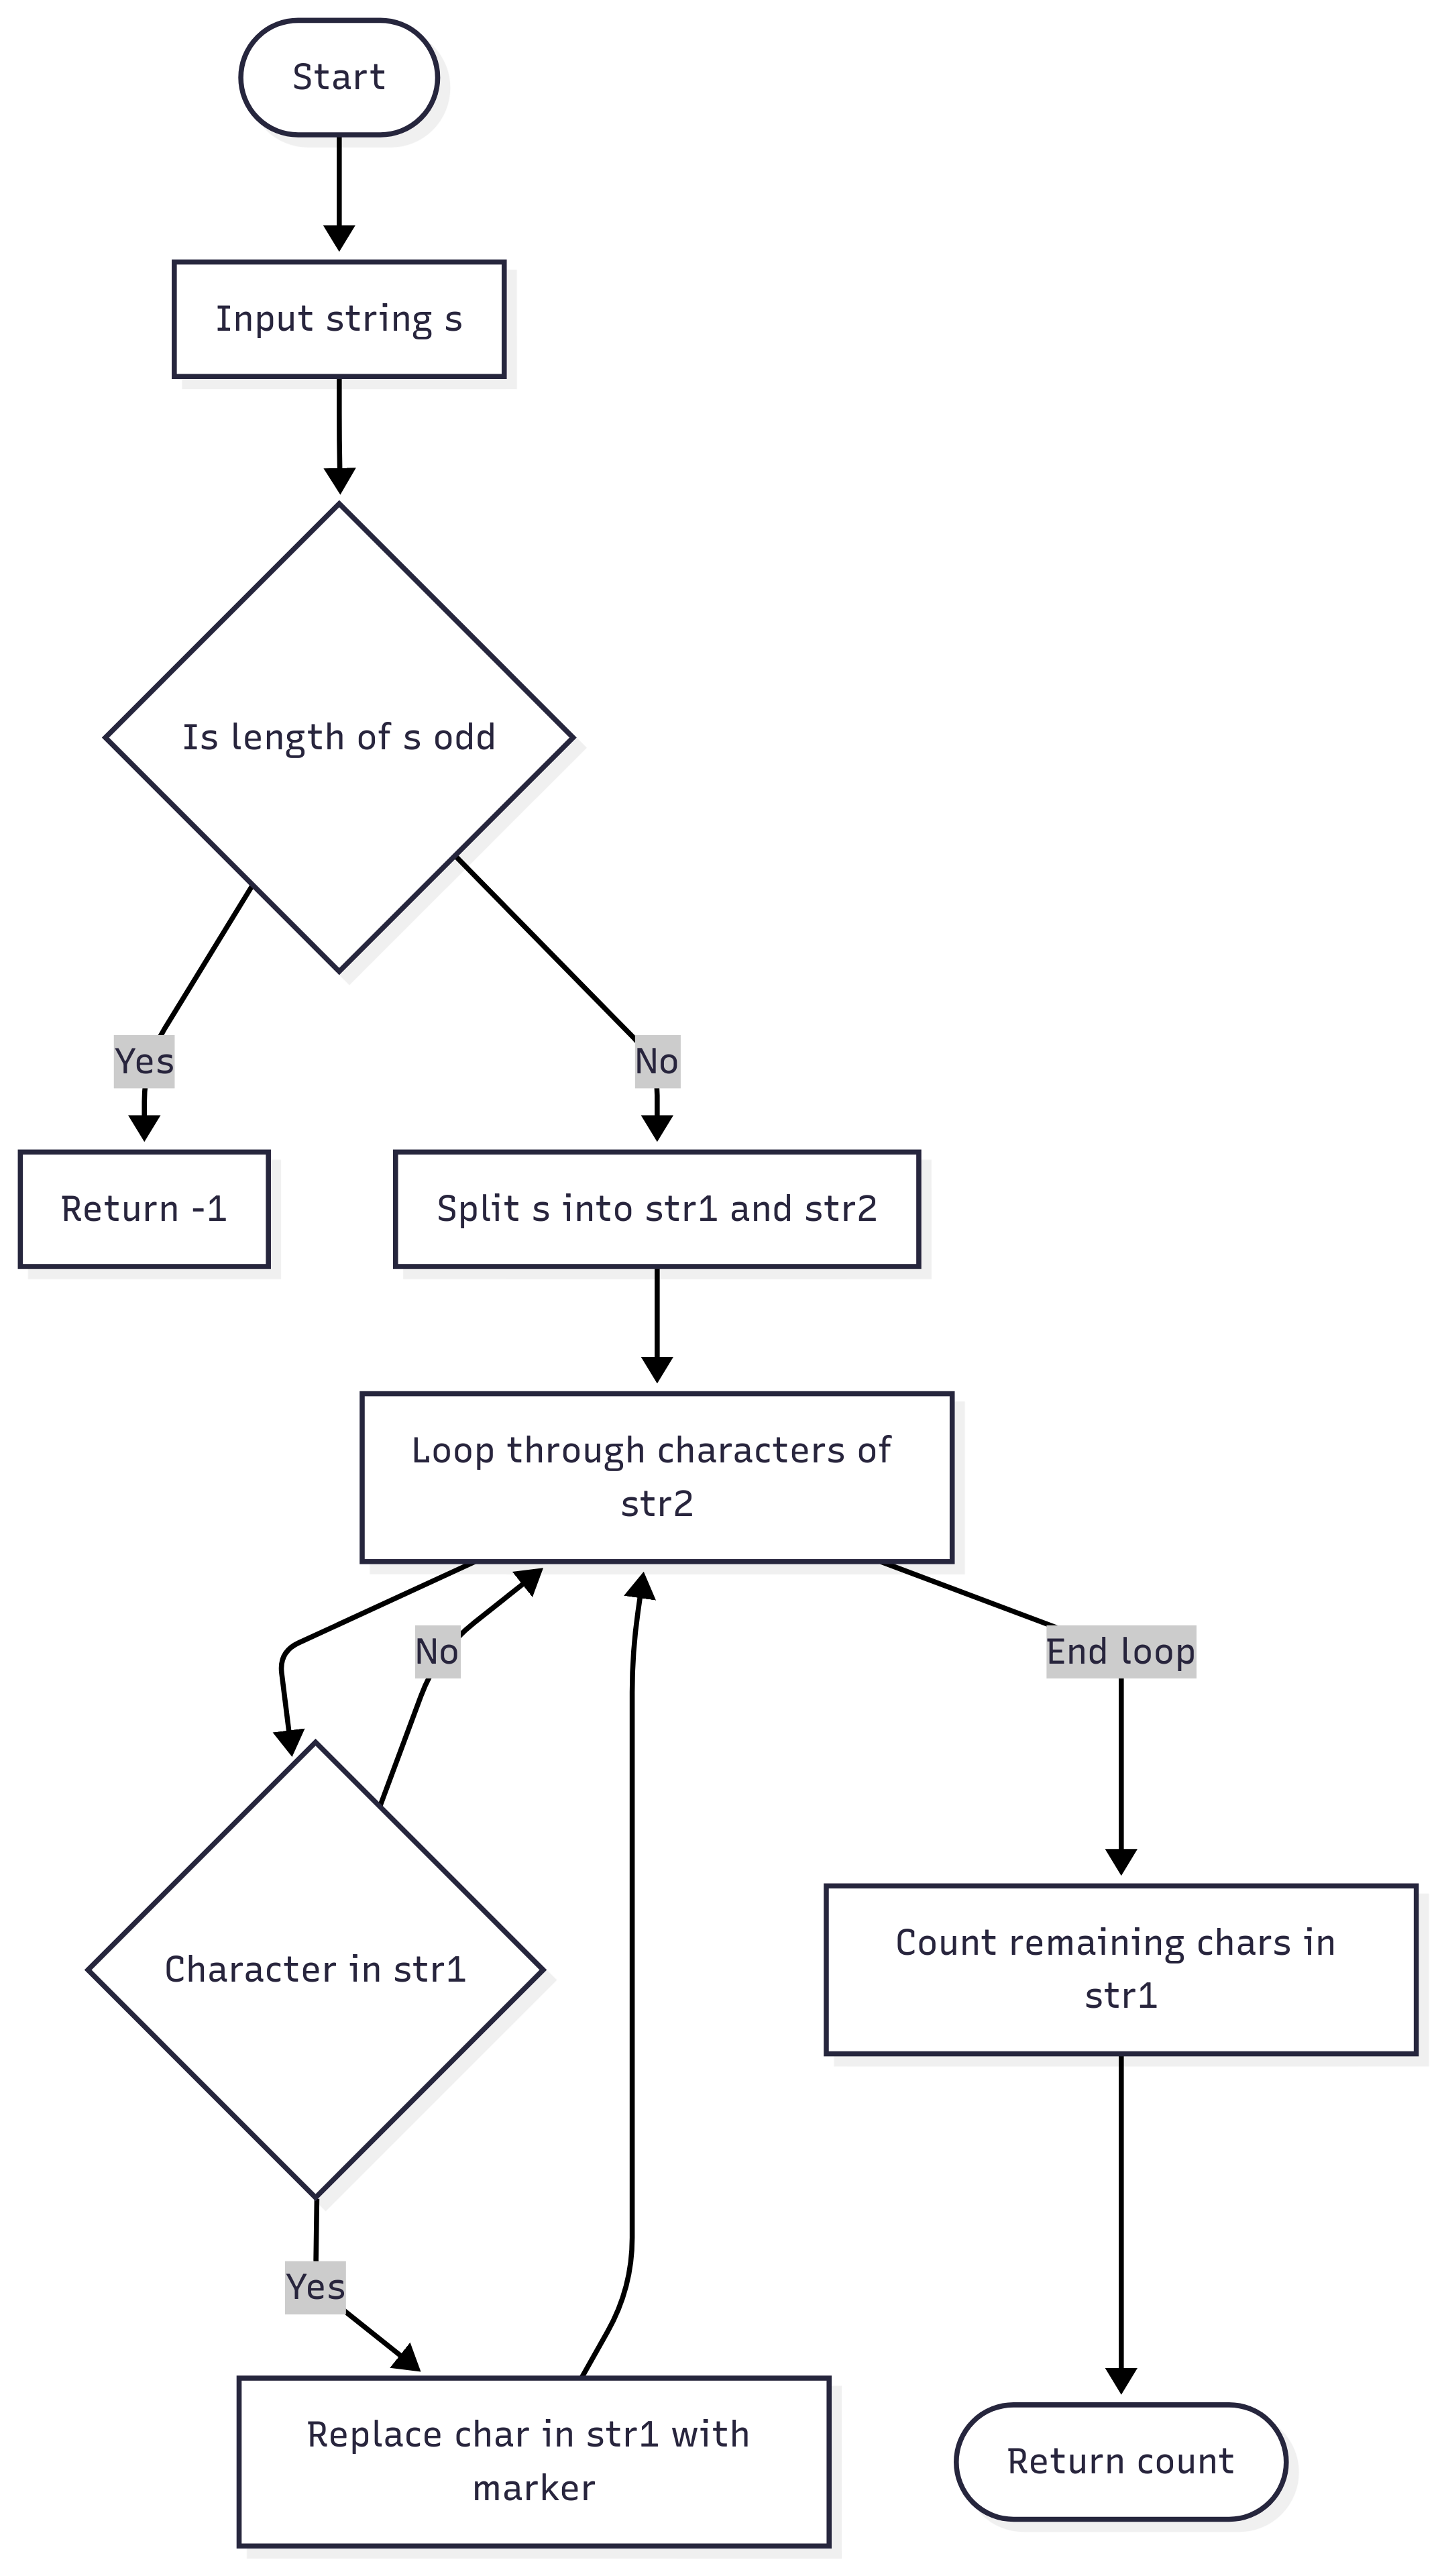 Start
Input string s
Is length of s odd
Yes
No
Return -1
Split s into str1 and str2
Loop through characters of
str2
No
End loop
Character in str1
Count remaining chars in
str1
Yes
Replace char in str1 with
marker
Return count